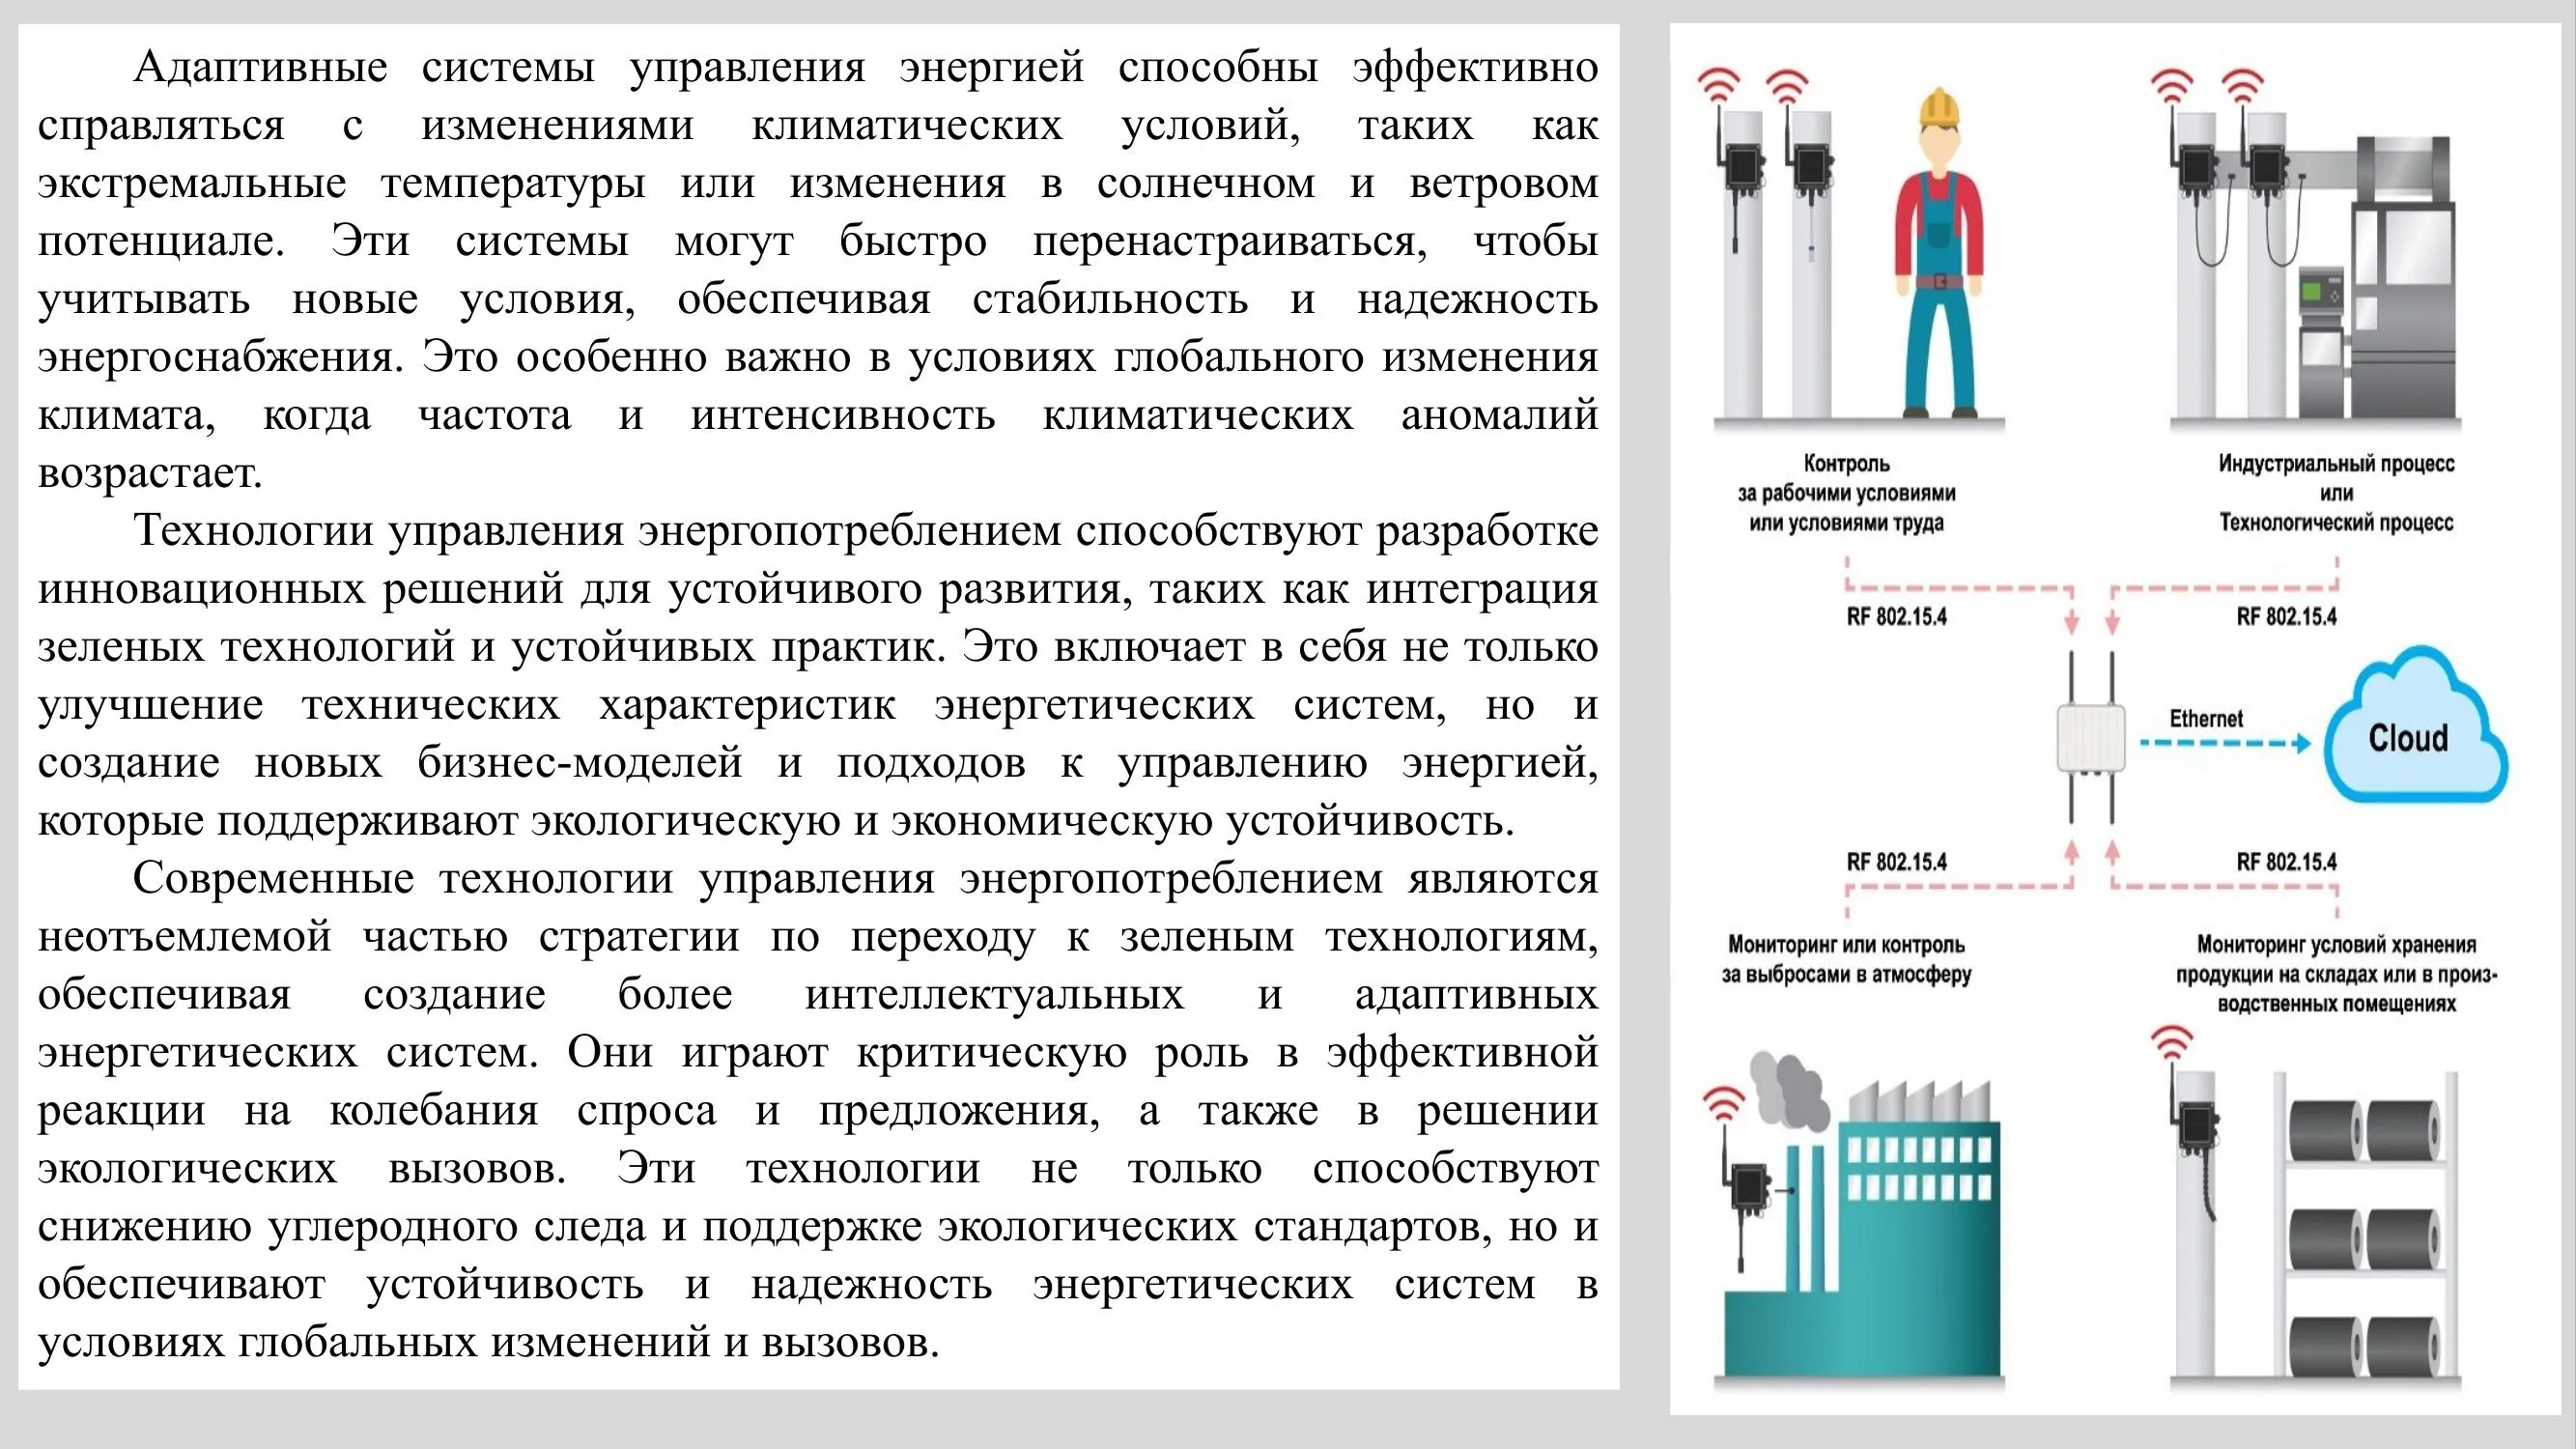 Адаптивные системы управления энергией способны эффективно
справляться с изменениями климатических условий, таких как
экстремальные температуры или изменения в солнечном и ветровом
потенциале. Эти системы могут быстро перенастраиваться, чтобы
учитывать новые условия, обеспечивая стабильность и надежность
энергоснабжения. Это особенно важно в условиях глобального изменения
климата, когда частота и интенсивность климатических аномалий
возрастает.
Технологии управления энергопотреблением способствуют разработке
инновационных решений для устойчивого развития, таких как интеграция
зеленых технологий и устойчивых практик. Это включает в себя не только
улучшение технических характеристик энергетических систем, но и
создание новых бизнес-моделей и подходов к управлению энергией,
которые поддерживают экологическую и экономическую устойчивость.
Современные технологии управления энергопотреблением являются
неотъемлемой частью стратегии по переходу к зеленым технологиям,
обеспечивая создание более интеллектуальных и адаптивных
энергетических систем. Они играют критическую роль в эффективной
реакции на колебания спроса и предложения, а также в решении
экологических вызовов. Эти технологии не только способствуют
снижению углеродного следа и поддержке экологических стандартов, но и
обеспечивают устойчивость и надежность энергетических систем в
условиях глобальных изменений и вызовов.
Контроль
за рабочими условиями
или условиями труда
Индустриальный процесс
или
Технологический процесс
RF 802.15.4
RF 802.15.4
Ethernet
Cloud
RF 802.15.4
RF 802.15.4
Мониторинг или контроль
за выбросами в атмосферу
Мониторинг условий хранения
продукции на складах или в произ-
водственных помещениях